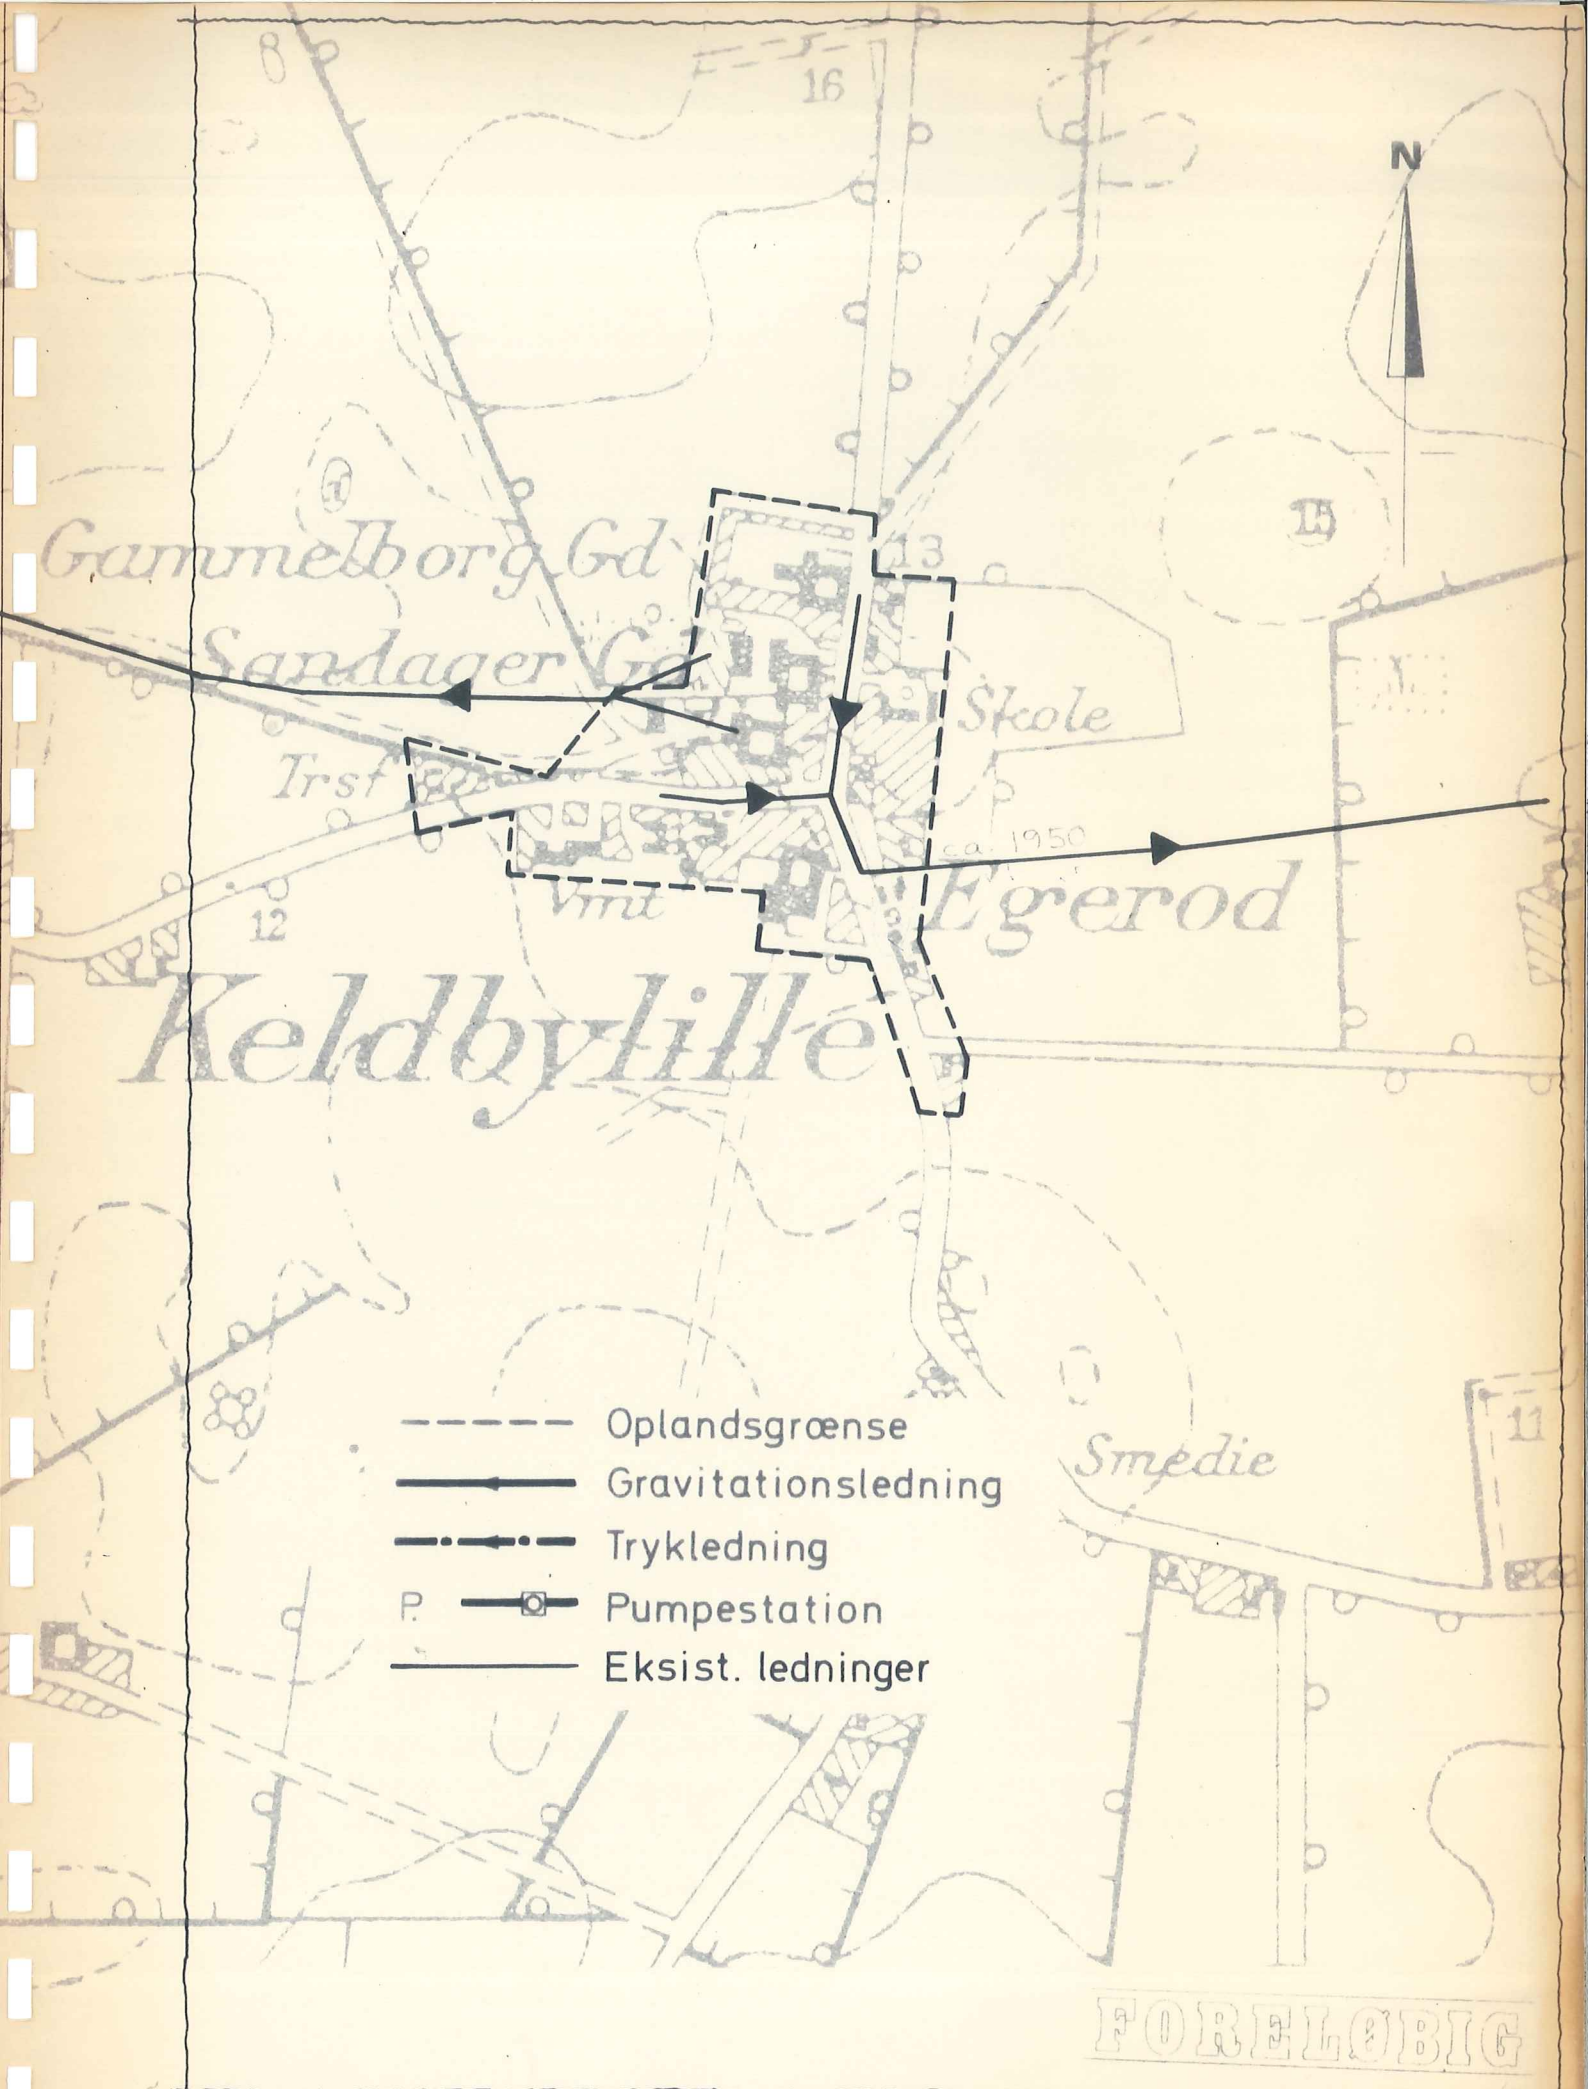 8
16
N
15
Gammelborg Gd
13
Sandager Gd
Skole
Trsf
ca. 1950
Egerod
Vmt
12
Keldbylille
Oplandsgrænse
11
Gravitationsledning
Smedie
Trykledning
P. Pumpestation
Eksist. ledninger
FORELØBIG